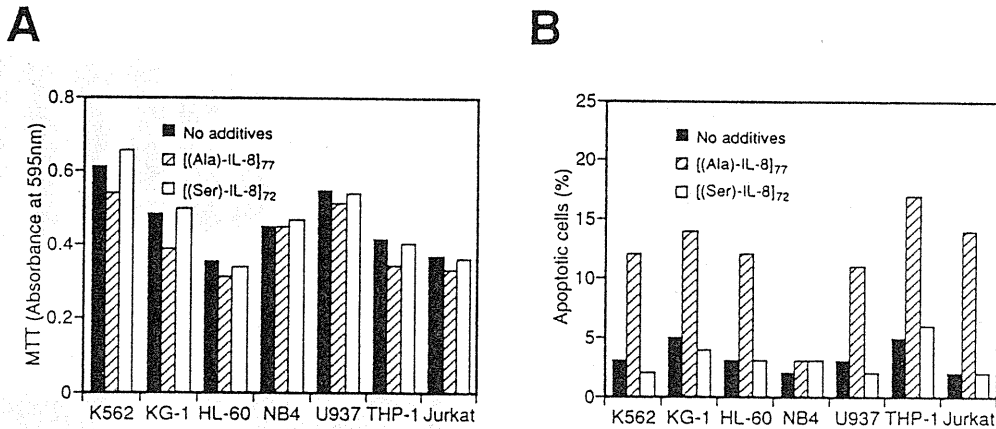 A
B
MTT (Absorbance at 595nm)
0.8
0.6
0.4
0.2
0
No additives
[(Ala)-IL-8]77
[(Ser)-IL-8]72
K562 KG-1 HL-60 NB4 U937 THP-1 Jurkat
Apoptotic cells (%)
25
20
15
10
5
0
No additives
[(Ala)-IL-8]77
[(Ser)-IL-8]72
K562 KG-1 HL-60 NB4 U937 THP-1 Jurkat